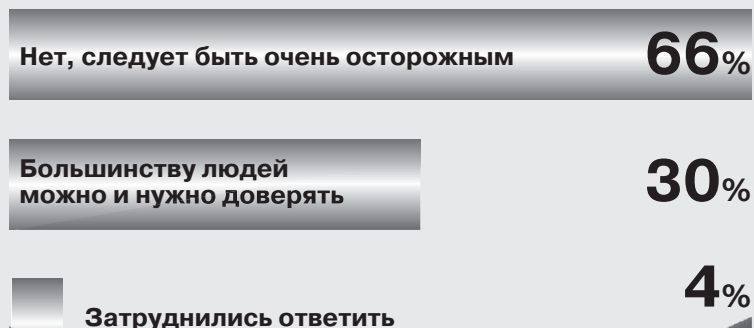 Нет, следует быть очень осторожным 66%
Большинству людей
можно и нужно доверять 30%
Затруднились ответить 4%